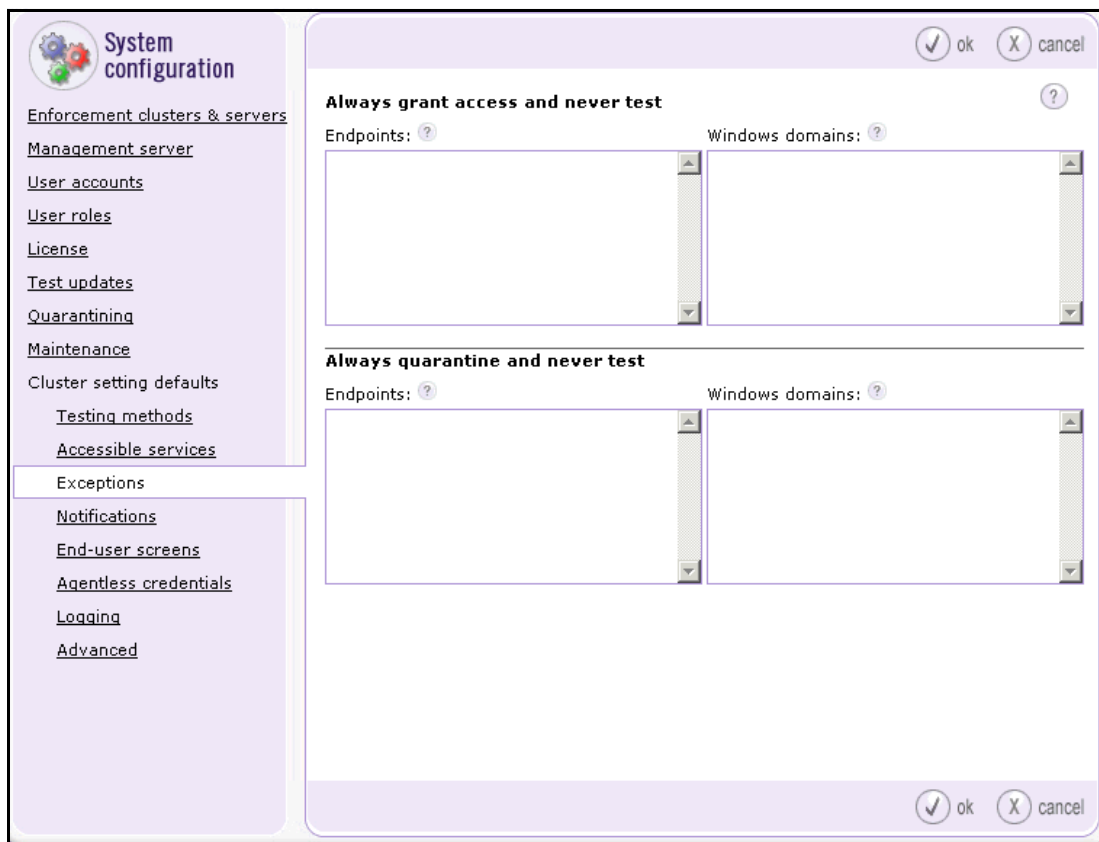 System
configuration
Enforcement clusters & servers
Management server
User accounts
User roles
License
Test updates
Quarantining
Maintenance
Cluster setting defaults
Testing methods
Accessible services
Exceptions
Notifications
End-user screens
Agentless credentials
Logging
Advanced
ok cancel
Always grant access and never test ?
Endpoints: ? Windows domains: ?
Always quarantine and never test
Endpoints: ? Windows domains: ?
ok cancel